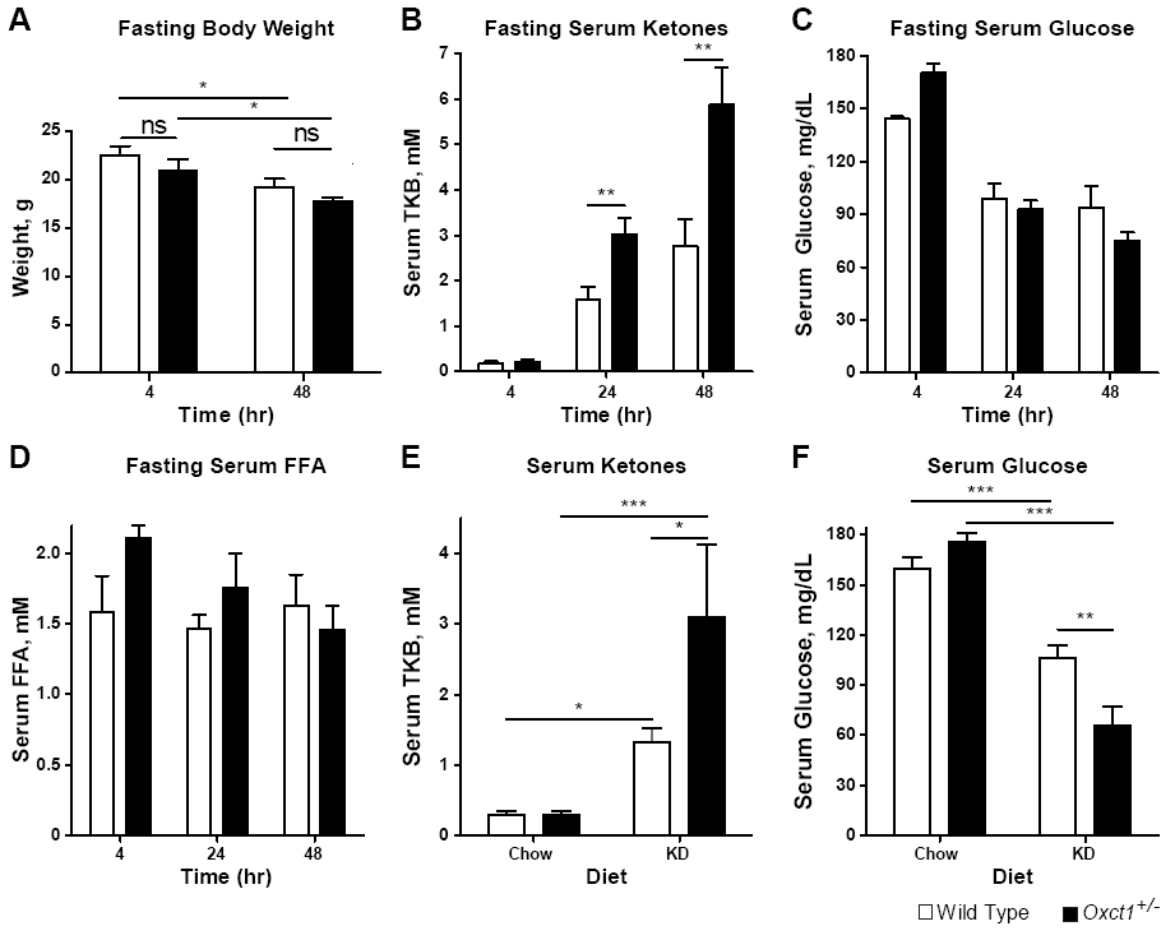 A
Fasting Body Weight
*
*
ns
ns
25
20
15
10
5
0
Weight, g
4
48
Time (hr)
B
Fasting Serum Ketones
**
**
7
6
5
4
3
2
1
0
Serum TKB, mM
4
24
48
Time (hr)
C
Fasting Serum Glucose
180
150
120
90
60
30
0
Serum Glucose, mg/dL
4
24
48
Time (hr)
D
Fasting Serum FFA
2.0
1.5
1.0
0.5
0
Serum FFA, mM
4
24
48
Time (hr)
E
Serum Ketones
***
*
*
4
3
2
1
0
Serum TKB, mM
Chow
KD
Diet
F
Serum Glucose
***
***
**
180
150
120
90
60
30
0
Serum Glucose, mg/dL
Chow
KD
Diet
Wild Type
Oxct1+/-